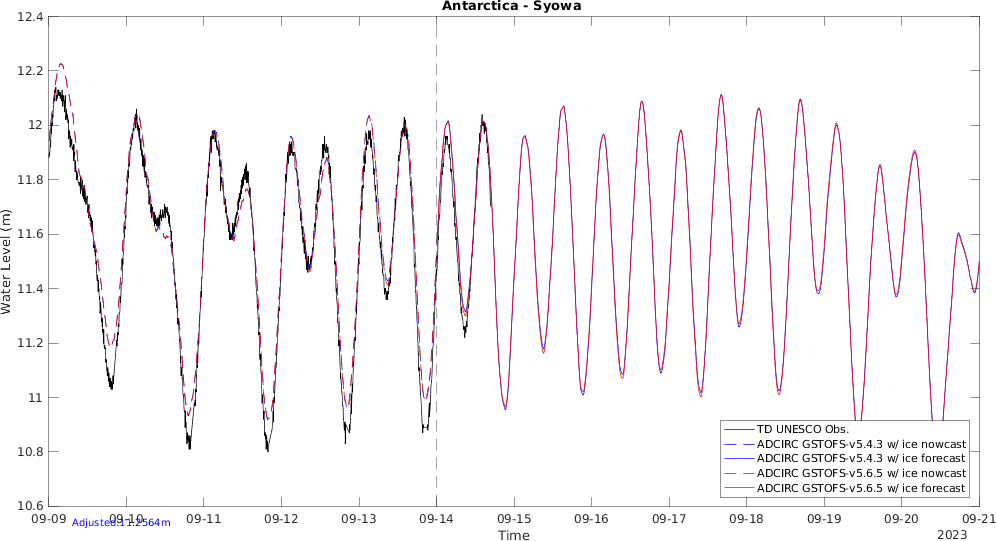 Antarctica - Syowa
12.4
12.2
12
11.8
11.6
11.4
11.2
11
10.8
10.6
Water Level (m)
TD UNESCO Obs.
ADCIRC GSTOFS-v5.4.3 w/ ice nowcast
ADCIRC GSTOFS-v5.4.3 w/ ice forecast
ADCIRC GSTOFS-v5.6.5 w/ ice nowcast
ADCIRC GSTOFS-v5.6.5 w/ ice forecast
09-09 09-10 09-11 09-12 09-13 09-14 09-15 09-16 09-17 09-18 09-19 09-20 09-21
Adjusted:11.2564m
Time
2023